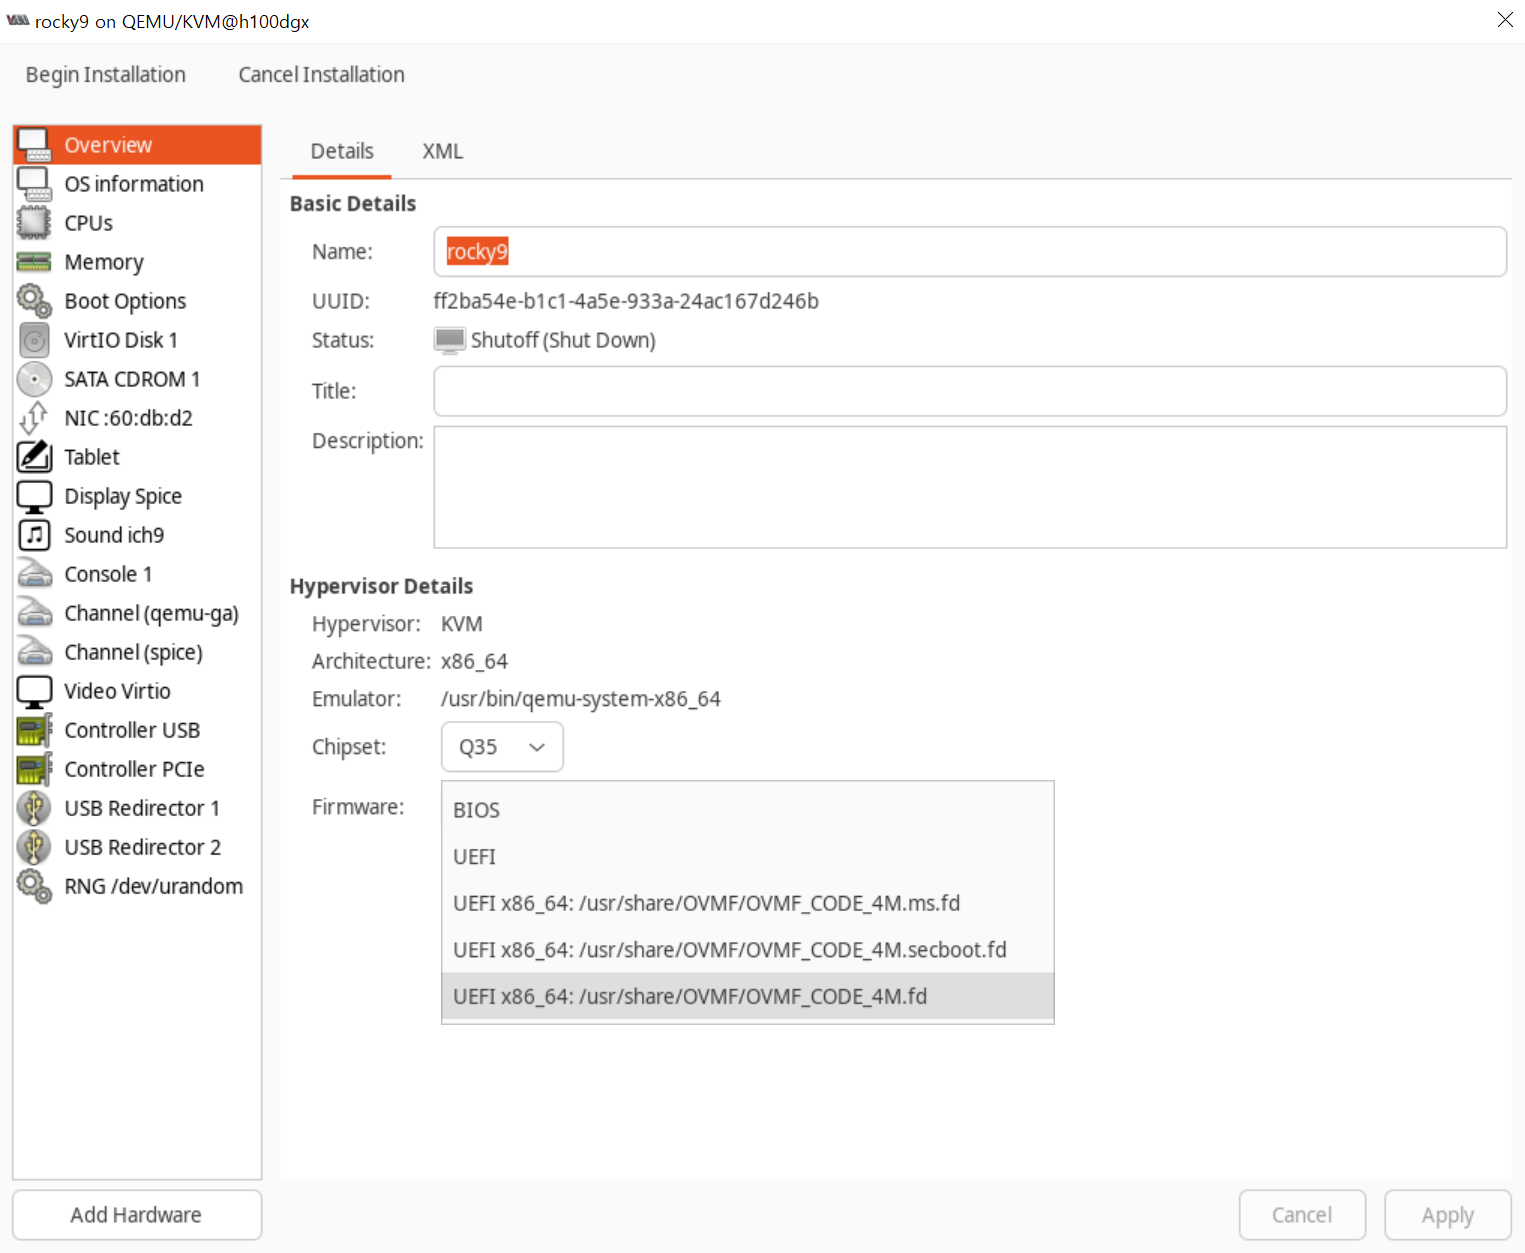 rocky9 on QEMU/KVM@h100dgx
Begin Installation
Cancel Installation
Overview
OS information
CPUs
Memory
Boot Options
VirtIO Disk 1
SATA CDROM 1
NIC :60:db:d2
Tablet
Display Spice
Sound ich9
Console 1
Channel (qemu-ga)
Channel (spice)
Video Virtio
Controller USB
Controller PCIe
USB Redirector 1
USB Redirector 2
RNG /dev/urandom
Add Hardware
Details
XML
Basic Details
Name: rocky9
UUID: ff2ba54e-b1c1-4a5e-933a-24ac167d246b
Status: Shutoff (Shut Down)
Title:
Description:
Hypervisor Details
Hypervisor: KVM
Architecture: x86_64
Emulator: /usr/bin/qemu-system-x86_64
Chipset: Q35
Firmware:
BIOS
UEFI
UEFI x86_64: /usr/share/OVMF/OVMF_CODE_4M.ms.fd
UEFI x86_64: /usr/share/OVMF/OVMF_CODE_4M.secboot.fd
UEFI x86_64: /usr/share/OVMF/OVMF_CODE_4M.fd
Cancel
Apply